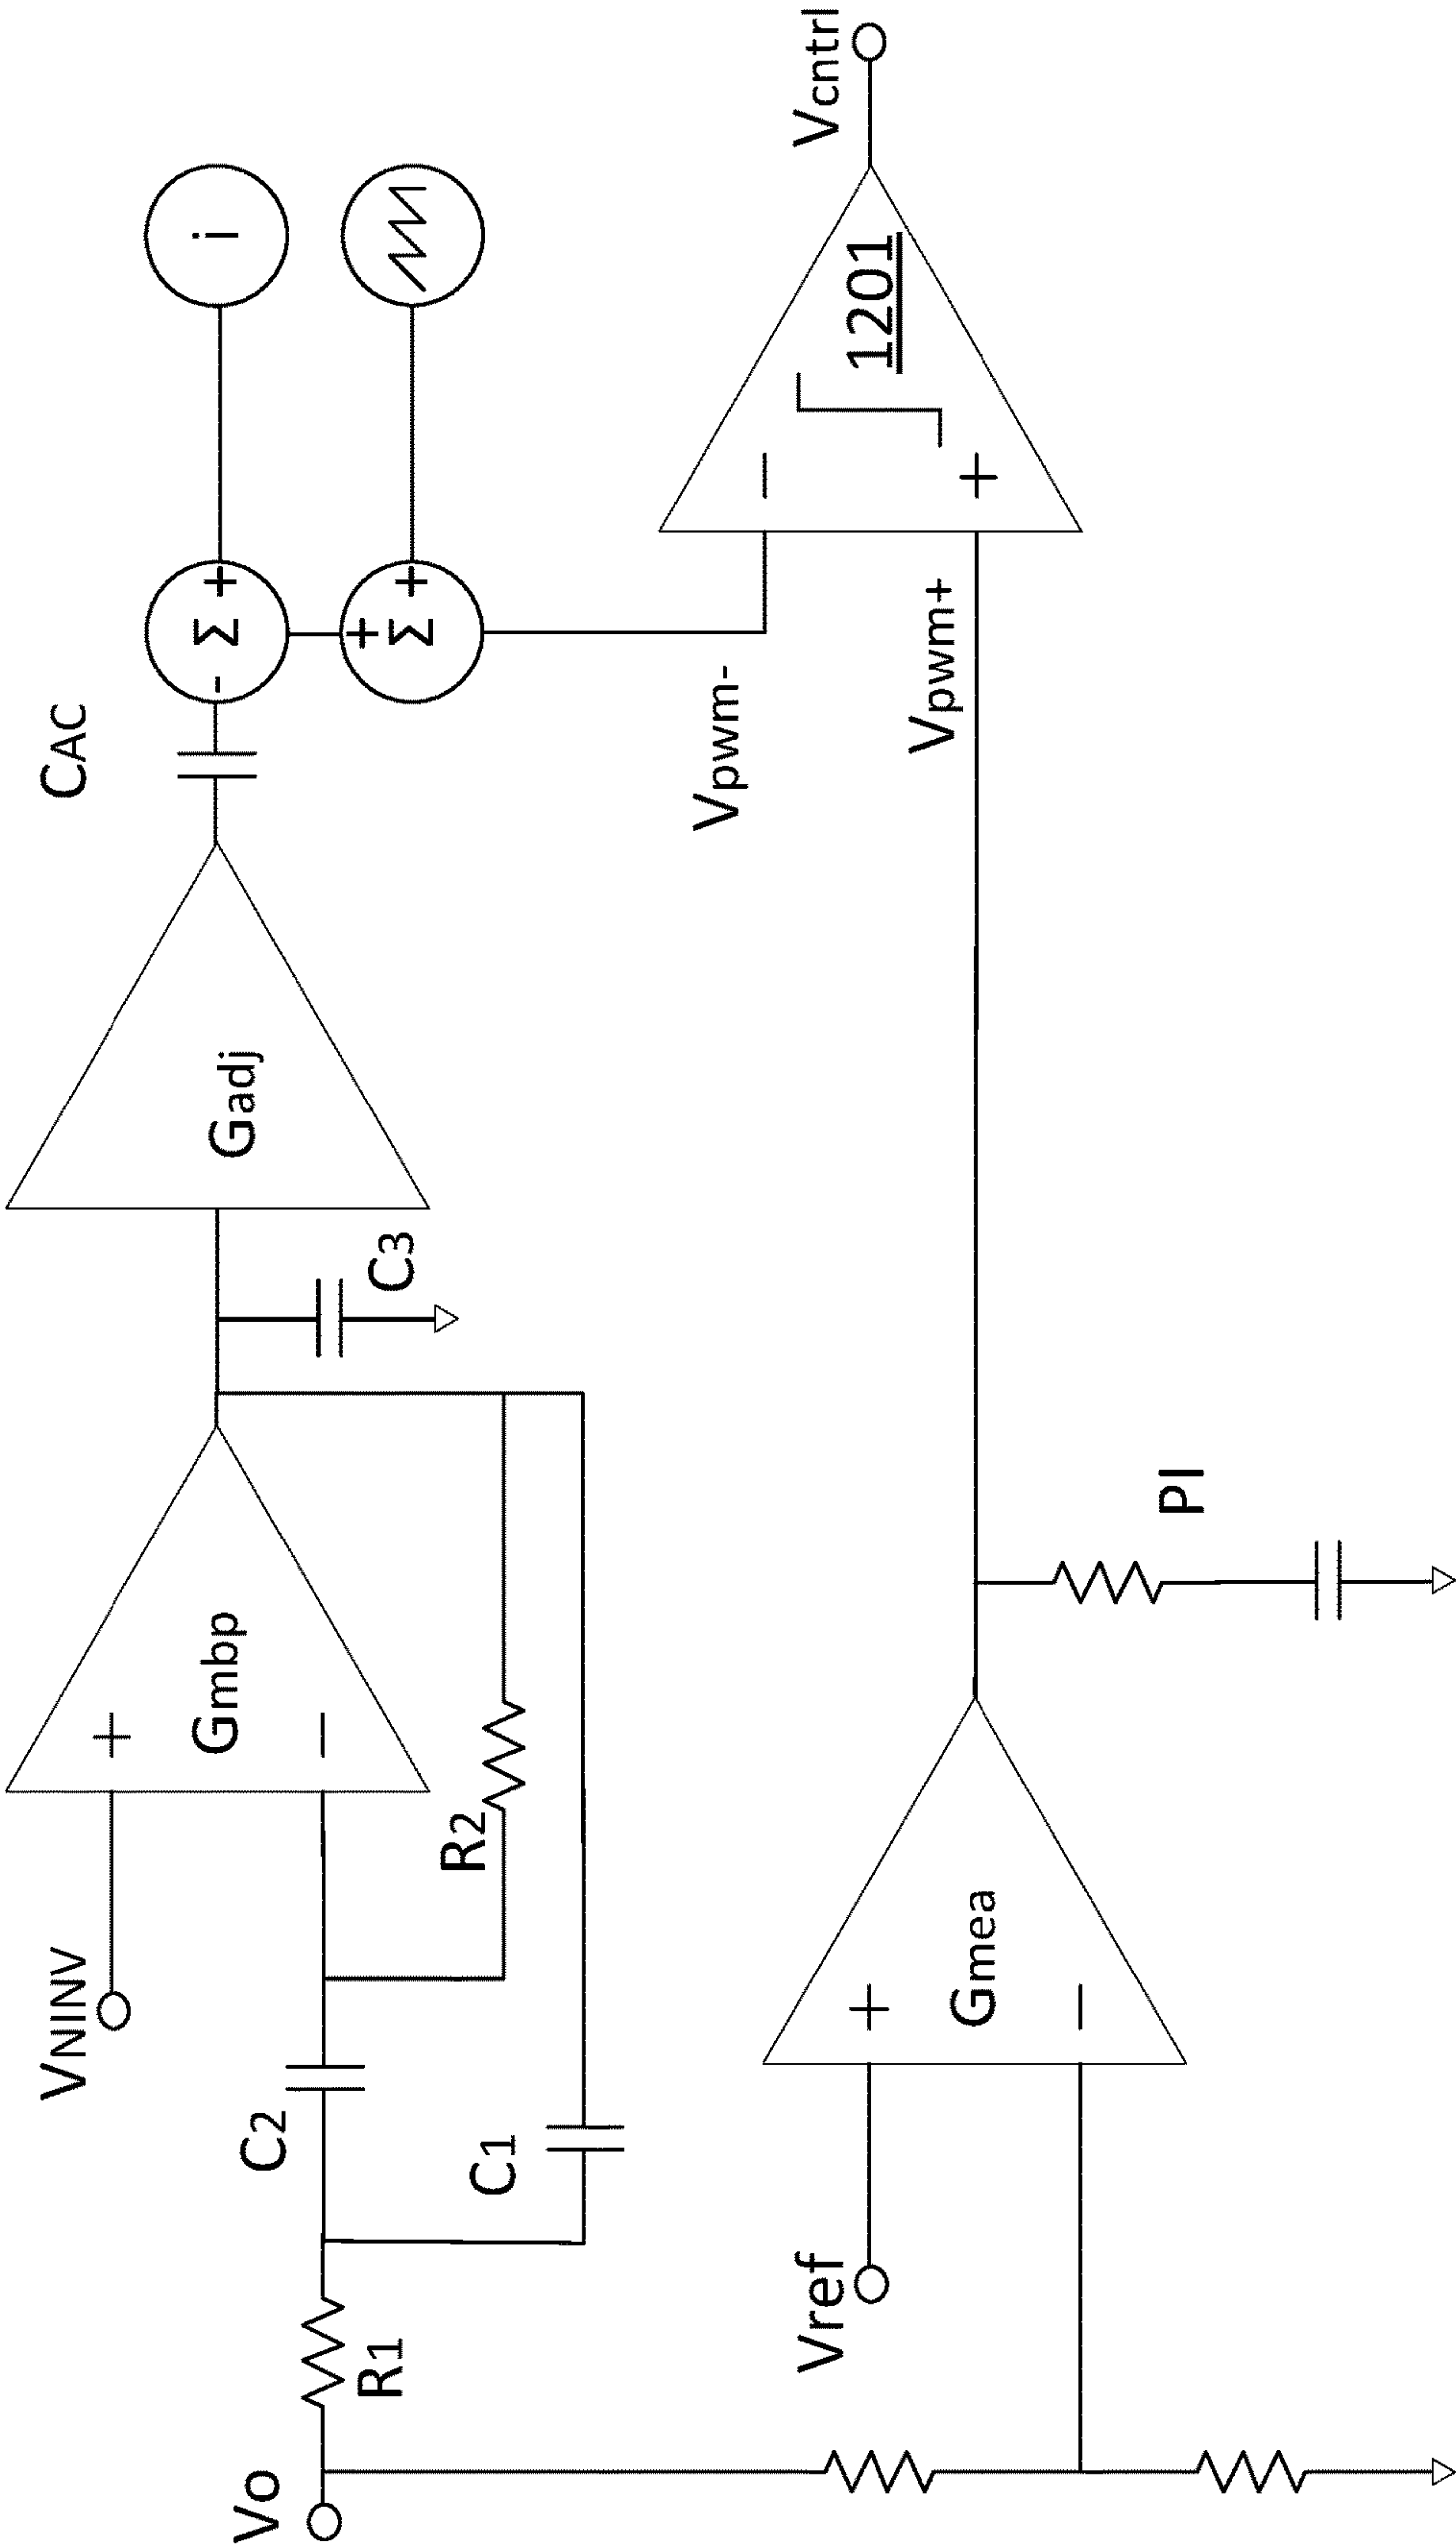 VNINV
Gmbp
+
−
Gadj
CAC
Σ
-
+
i
Σ
+
+
C3
R2
C2
C1
R1
Vo
Vref
Gmea
+
−
PI
Vpwm-
Vpwm+
−
+
1201
Vcntrl